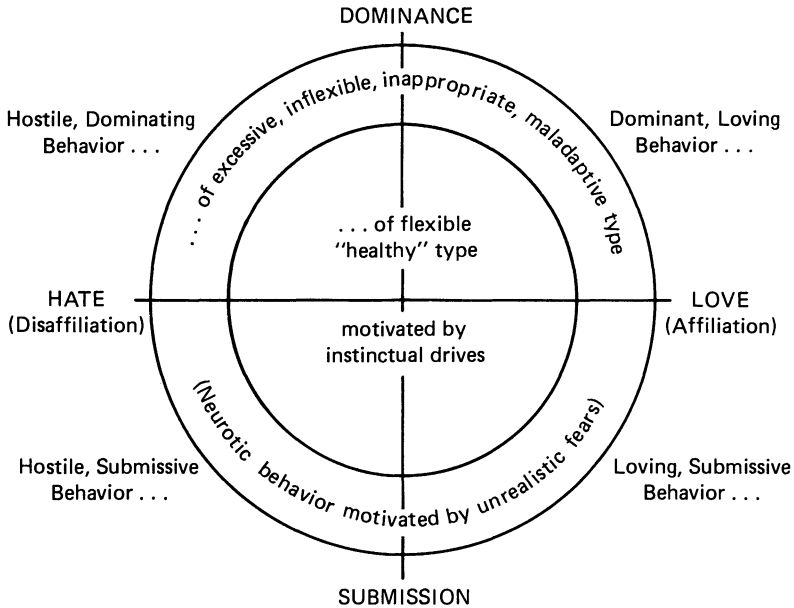 DOMINANCE
. . . . of excessive, inflexible, inappropriate, maladaptive type
Hostile, Dominating
Behavior . . .
Dominant, Loving
Behavior . . .
. . . of flexible
“healthy” type
HATE
(Disaffiliation)
LOVE
(Affiliation)
motivated by
instinctual drives
(Neurotic behavior motivated by unrealistic fears)
Hostile, Submissive
Behavior . . .
Loving, Submissive
Behavior . . .
SUBMISSION